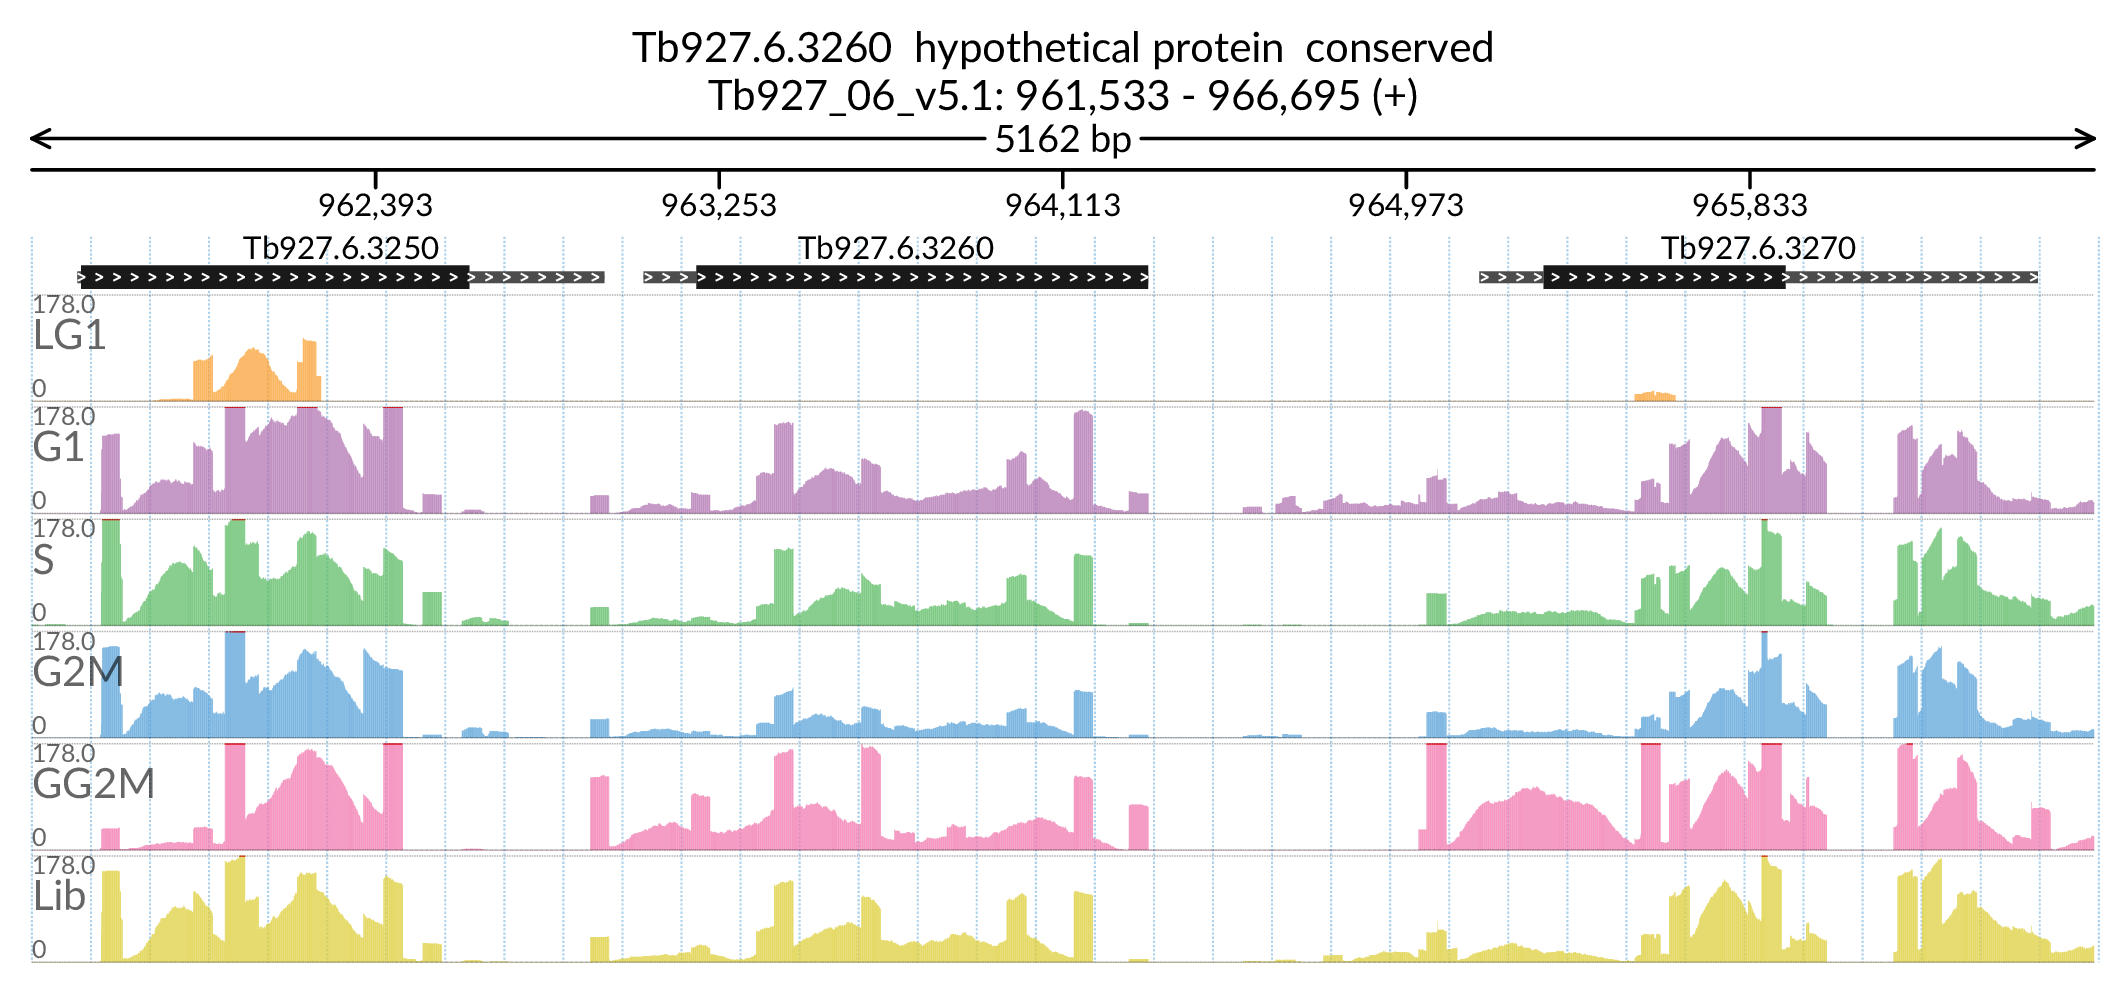 Tb927.6.3260  hypothetical protein  conserved
Tb927_06_v5.1: 961,533 - 966,695 (+)
5162 bp
962,393 963,253 964,113 964,973 965,833
Tb927.6.3250 Tb927.6.3260 Tb927.6.3270
178.0
LG1
0
178.0
G1
0
178.0
S
0
178.0
G2M
0
178.0
GG2M
0
178.0
Lib
0